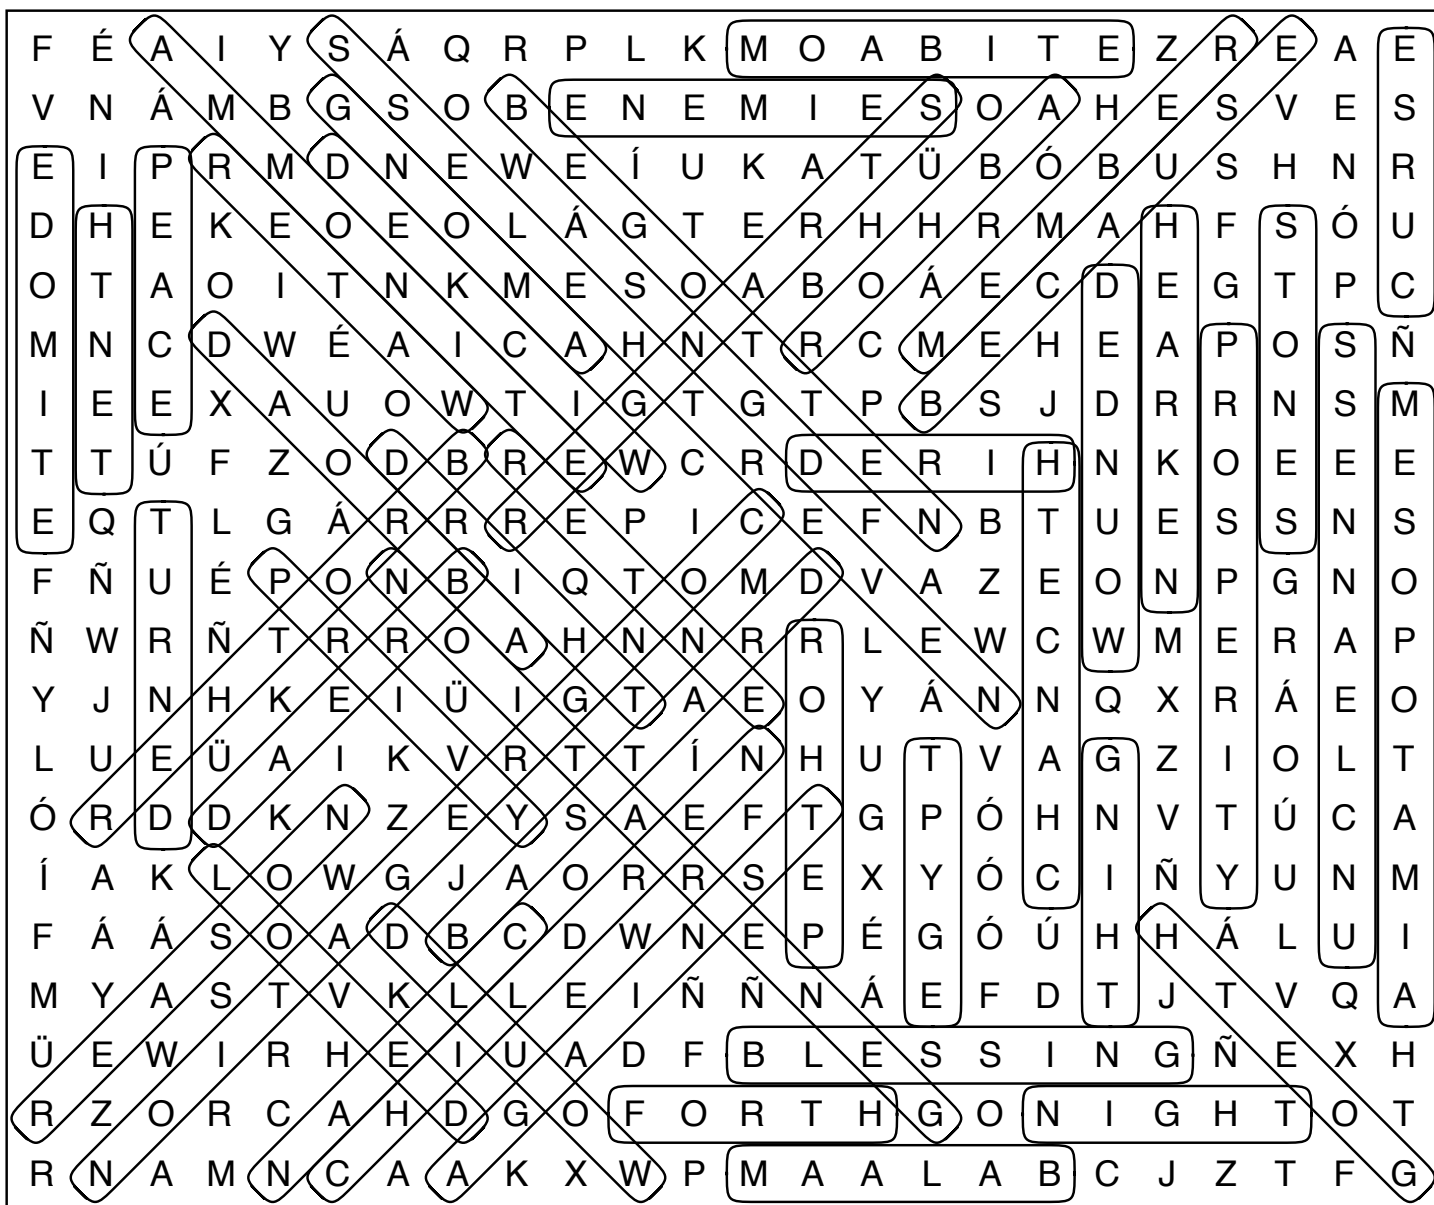 F É A I Y S Á Q R P L K M O A B I T E Z R E A E
V N Á M B G S O B E N E M I E S O A H E S V E S
E I P R M D N E W E Í U K A T Ü B Ó B U S H N R
D H E K E O E O L Á G T E R H H R M A H F S Ó U
O T A O I T N K M E S O A B O Á E C D E G T P C
M N C D W É A I C A H N T R C M E H E A P O S Ñ
I E E X A U O W T I G T G T P B S J D R R N S M
T T Ú F Z O D B R E W C R D E R I H N K O E E E
E Q T L G Á R R R E P I C E F N B T U E S S N S
F Ñ U É P O N B I Q T O M D V A Z E O N P G N O
Ñ W R Ñ T R R O A H N N R R L E W C W M E R A P
Y J N H K E I Ü I G T A E O Y Á N N Q X R Á E O
L U E Ü A I K V R T T Í N H U T V A G Z I O L T
Ó R D D K N Z E Y S A E F T G P Ó H N V T Ú C A
Í A K L O W G J A O R R S E X Y Ó C I Ñ Y U N M
F Á Á S O A D B C D W N E P É G Ó Ú H H Á L U I
M Y A S T V K L L E I Ñ Ñ N Á E F D T J T V Q A
Ü E W I R H E I U A D F B L E S S I N G Ñ E X H
R Z O R C A H D G O F O R T H G O N I G H T O T
R N A M N C A A K X W P M A A L A B C J Z T F G